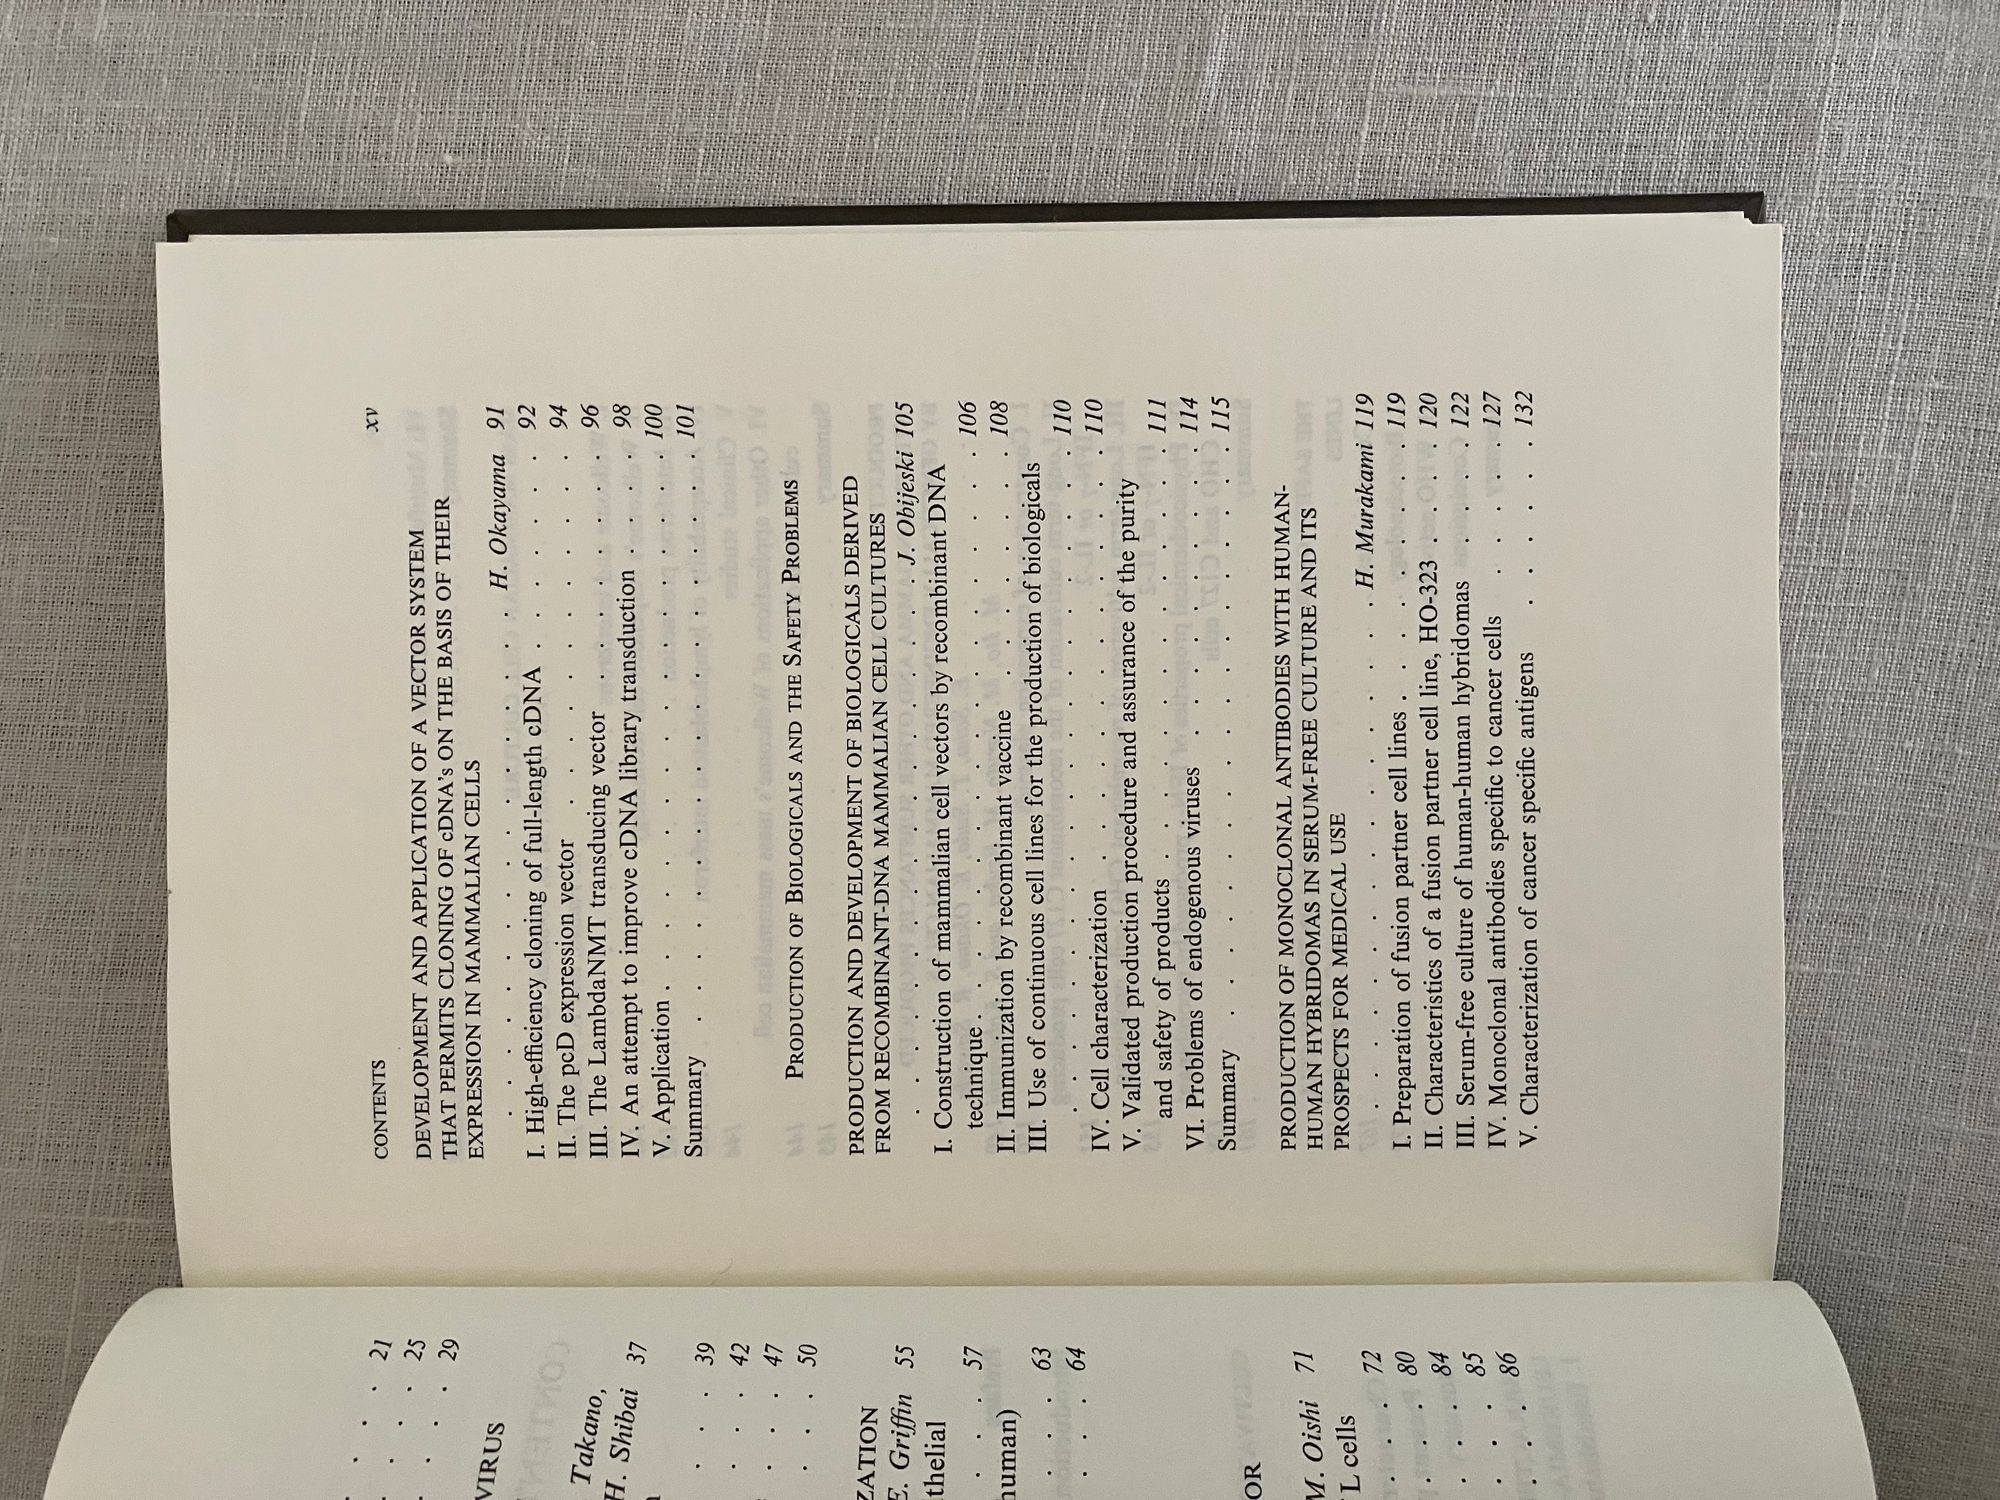 CONTENTS xv
DEVELOPMENT AND APPLICATION OF A VECTOR SYSTEM
THAT PERMITS CLONING OF cDNA's ON THE BASIS OF THEIR
EXPRESSION IN MAMMALIAN CELLS
. . . . . . . . . . . . . . . . H. Okayama 91
I. High-efficiency cloning of full-length cDNA . . . . . . . 92
II. The pcD expression vector . . . . . . . . . . . 94
III. The LambdaNMT transducing vector . . . . . . . . 96
IV. An attempt to improve cDNA library transduction . . . . 98
V. Application . . . . . . . . . . . . . . . . 100
Summary . . . . . . . . . . . . . . . . 101
PRODUCTION OF BIOLOGICALS AND THE SAFETY PROBLEMS
PRODUCTION AND DEVELOPMENT OF BIOLOGICALS DERIVED
FROM RECOMBINANT-DNA MAMMALIAN CELL CULTURES
. . . . . . . . . . . . . . . . J. Obijeski 105
I. Construction of mammalian cell vectors by recombinant DNA
technique . . . . . . . . . . . . . . . . 106
II. Immunization by recombinant vaccine . . . . . . . . 108
III. Use of continuous cell lines for the production of biologicals
. . . . . . . . . . . . . . . . . . . 110
IV. Cell characterization . . . . . . . . . . . . 110
V. Validated production procedure and assurance of the purity
and safety of products . . . . . . . . . . . . 111
VI. Problems of endogenous viruses . . . . . . . . . 114
Summary . . . . . . . . . . . . . . . . 115
PRODUCTION OF MONOCLONAL ANTIBODIES WITH HUMAN-
HUMAN HYBRIDOMAS IN SERUM-FREE CULTURE AND ITS
PROSPECTS FOR MEDICAL USE
. . . . . . . . . . . . . . . . H. Murakami 119
I. Preparation of fusion partner cell lines . . . . . . . . 119
II. Characteristics of a fusion partner cell line, HO-323 . . . . 120
III. Serum-free culture of human-human hybridomas . . . . 122
IV. Monoclonal antibodies specific to cancer cells . . . . . 127
V. Characterization of cancer specific antigens . . . . . . 132
. . . 21
. . . 25
. . . 29
VIRUS
Takano,
H. Shibai 37
. . . 39
. . . 42
. . . 47
. . . 50
ZATION
E. Griffin 55
thelial
. . . 57
human)
. . . 63
. . . 64
OR
M. Oishi 71
L cells
. . . 72
. . . 80
. . . 84
. . . 85
. . . 86